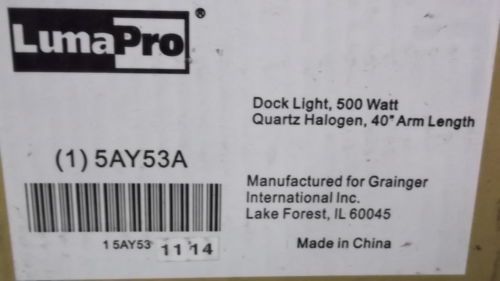 LumaPro®
Dock Light, 500 Watt
Quartz Halogen, 40" Arm Length
(1) 5AY53A
Manufactured for Grainger
International Inc.
Lake Forest, IL 60045
1 5AY53 11 14
Made in China